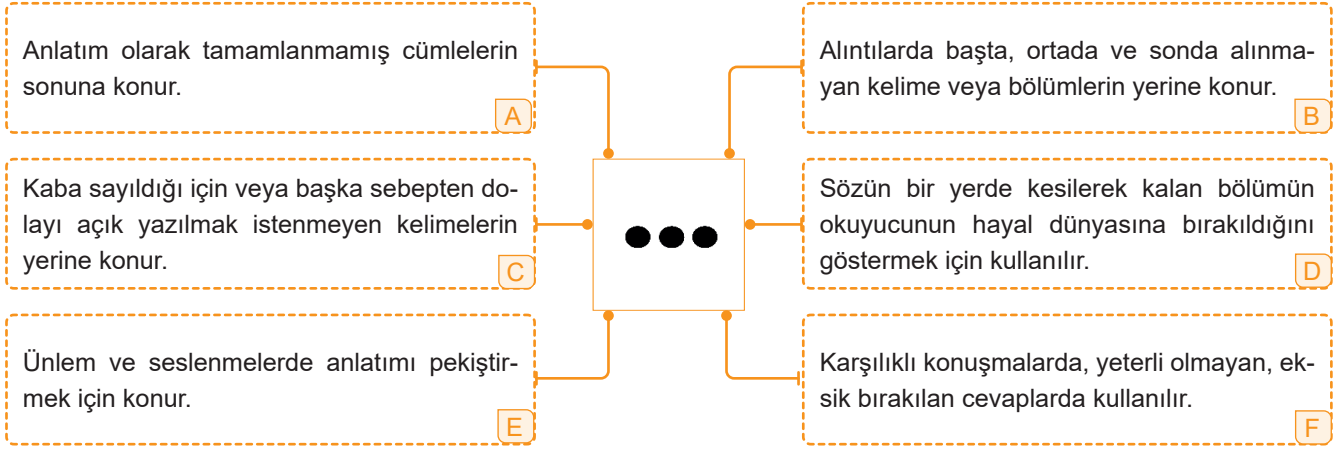 Anlatım olarak tamamlanmamış cümlelerin
sonuna konur.
A
Alıntılarda başta, ortada ve sonda alınma-
yan kelime veya bölümlerin yerine konur.
B
Kaba sayıldığı için veya başka sebepten do-
layı açık yazılmak istenmeyen kelimelerin
yerine konur.
C
Sözün bir yerde kesilerek kalan bölümün
okuyucunun hayal dünyasına bırakıldığını
göstermek için kullanılır.
D
Ünlem ve seslenmelerde anlatımı pekiştir-
mek için konur.
E
Karşılıklı konuşmalarda, yeterli olmayan, ek-
sik bırakılan cevaplarda kullanılır.
F
...